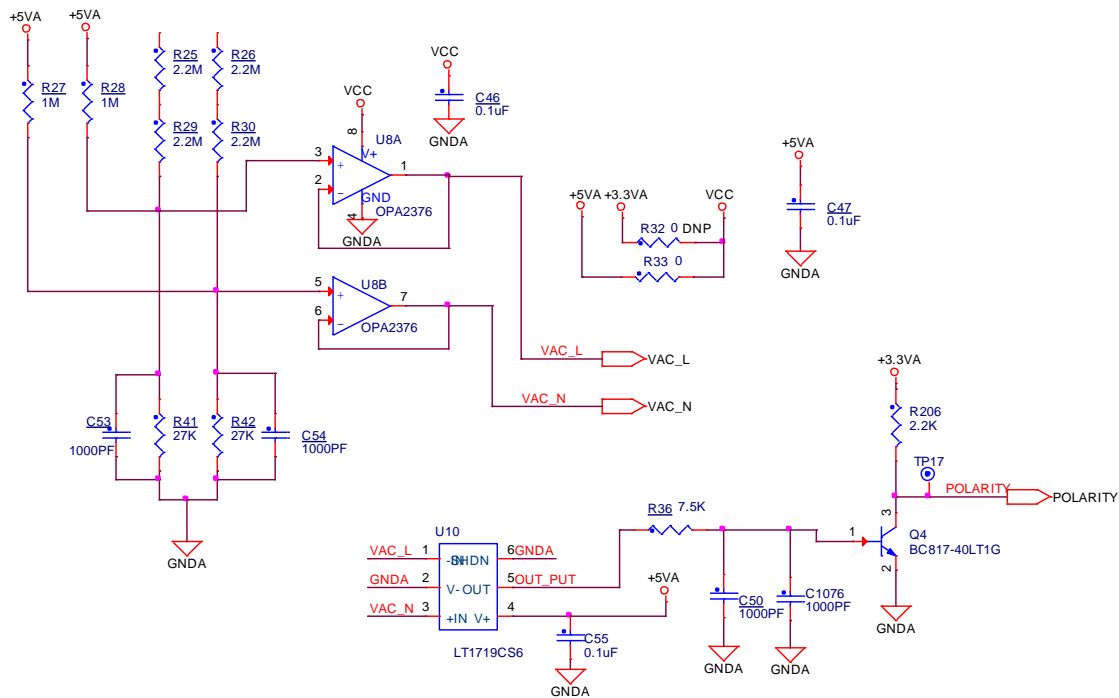 +5VA
+5VA
R25
2.2M
R26
2.2M
R27
1M
R28
1M
VCC
C46
0.1uF
GNDA
VCC
R29
2.2M
R30
2.2M
8
U8A
V+
3
+
1
2
-
GND
4
OPA2376
GNDA
+5VA
+3.3VA
VCC
R32 0 DNP
R33 0
+5VA
C47
0.1uF
GNDA
5
+
U8B
7
6
-
OPA2376
VAC_L
VAC_L
VAC_N
VAC_N
C53
1000PF
R41
27K
R42
27K
C54
1000PF
GNDA
+3.3VA
R206
2.2K
TP17
POLARITY
POLARITY
R36 7.5K
3
1
Q4
BC817-40LT1G
2
GNDA
U10
VAC_L 1 -IN SHDN 6 GNDA
GNDA 2 V- OUT 5 OUT_PUT
VAC_N 3 +IN V+ 4
LT1719CS6
+5VA
C55
0.1uF
GNDA
C50
1000PF
C1076
1000PF
GNDA
GNDA